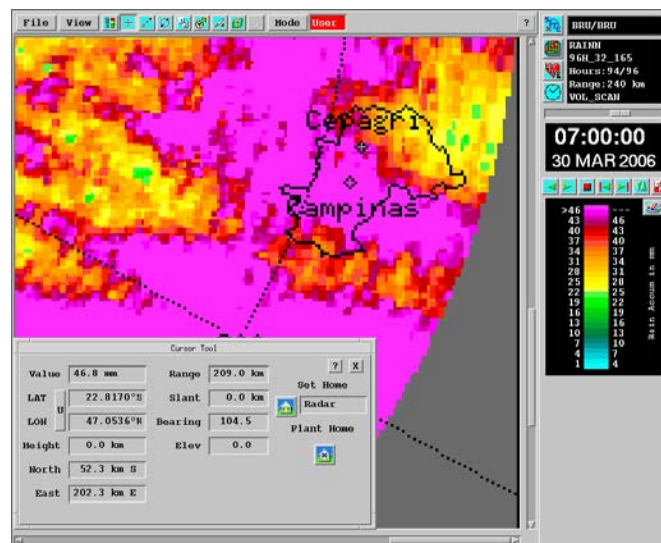 File View Mode User ?
BRU/BRU
RAINN
96H_32_165
Hours:94/96
Range:240 km
VOL_SCAN
07:00:00
30 MAR 2006
Cepagri
Campinas
>46 ---
43 46
40 43
37 40
34 37
31 34
28 31
25 28
22 25
19 22
16 19
13 16
10 13
7 10
4 7
1 4
Rain Accum in mm
Cursor Tool
? X
Value 46.8 mm Range 209.0 km
Set Home
LAT 22.8170°S Slant 0.0 km
U
Radar
LON 47.0536°W Bearing 104.5
Plant Home
Height 0.0 km Elev 0.0
North 52.3 km S
East 202.3 km E